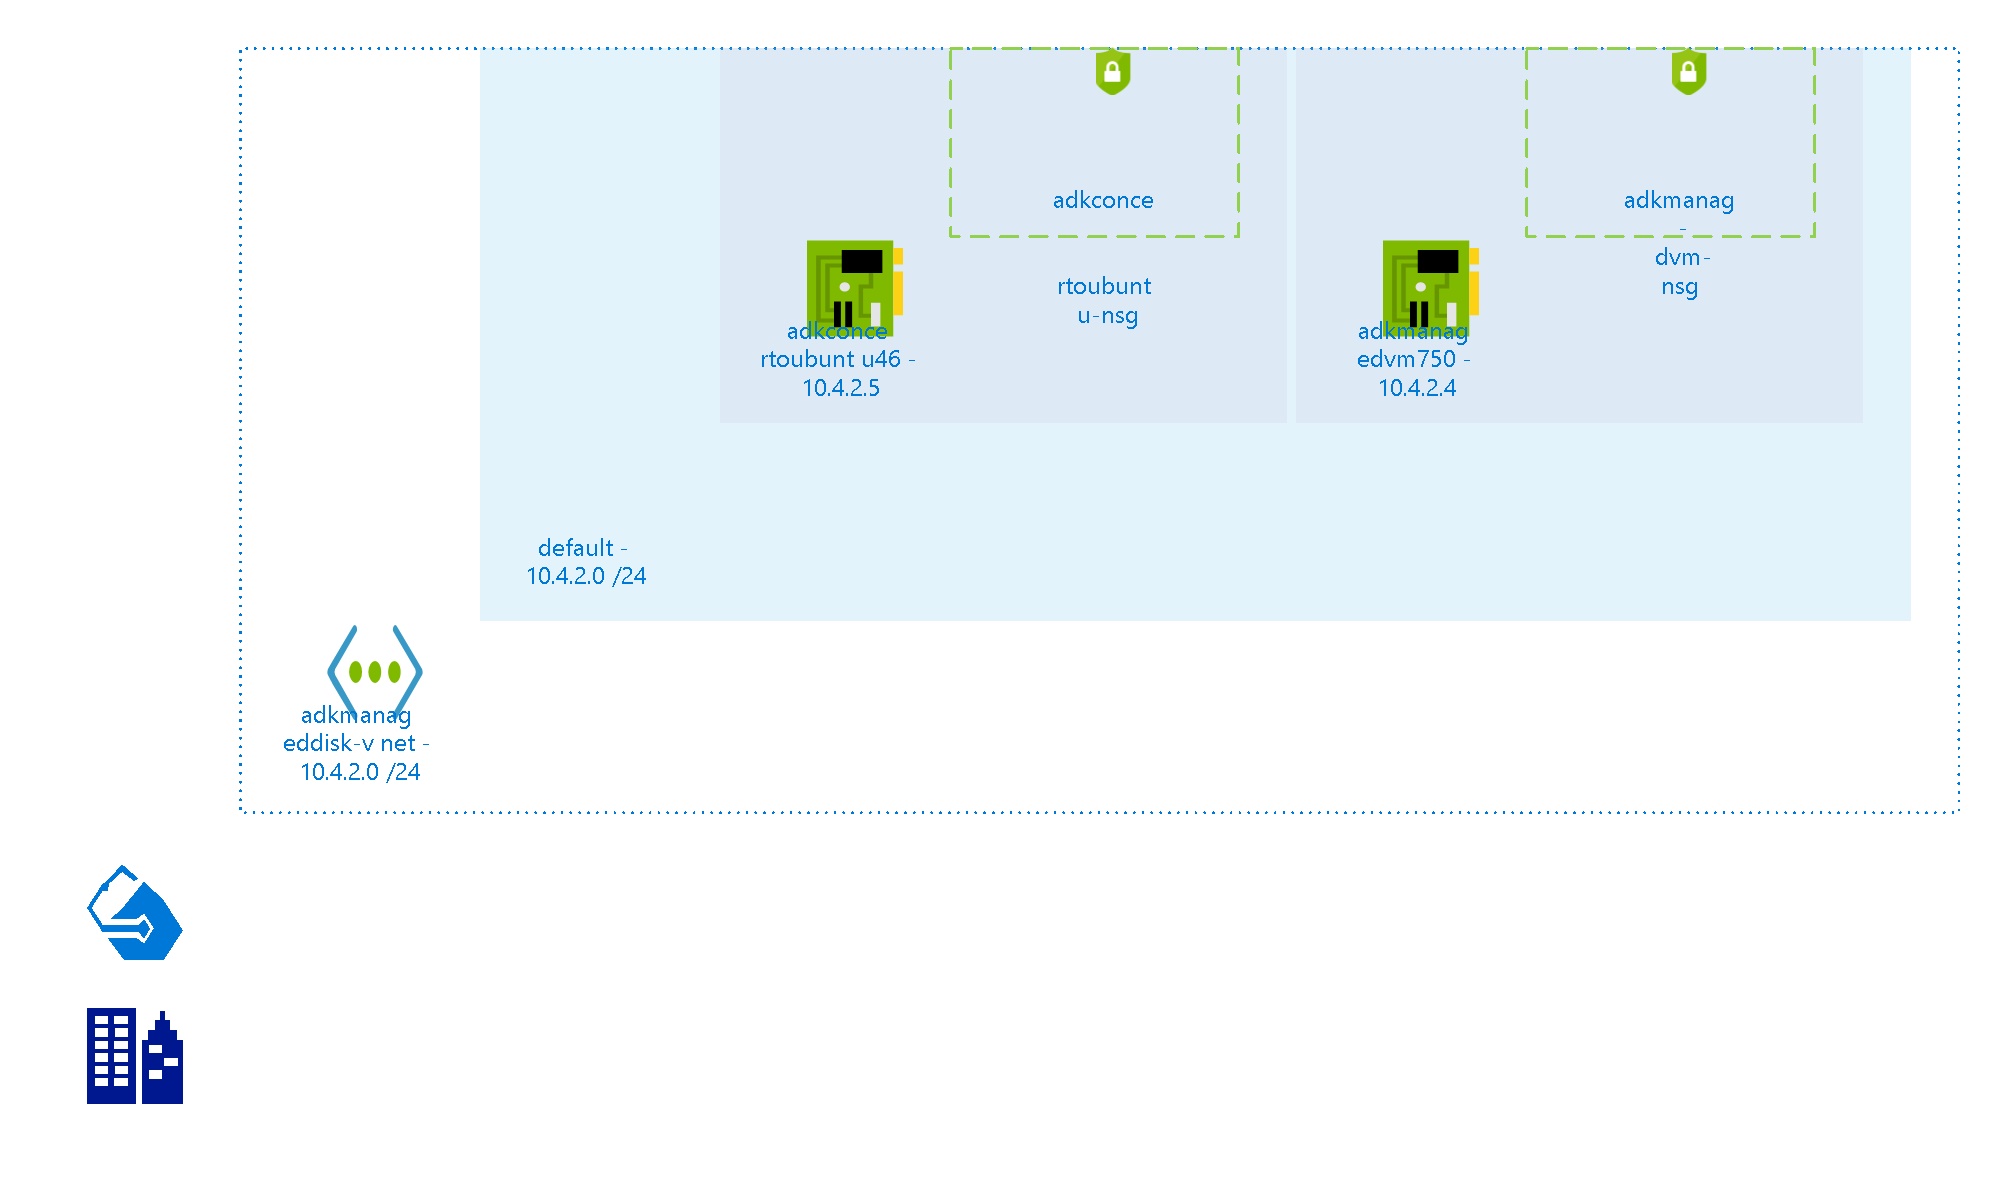 adkconce
rtoubunt
u-nsg
adkmanag
-
dvm-
nsg
adkconce
rtoubunt u46 -
10.4.2.5
adkmanag
edvm750 -
10.4.2.4
default -
10.4.2.0 /24
adkmanag
eddisk-v net -
10.4.2.0 /24